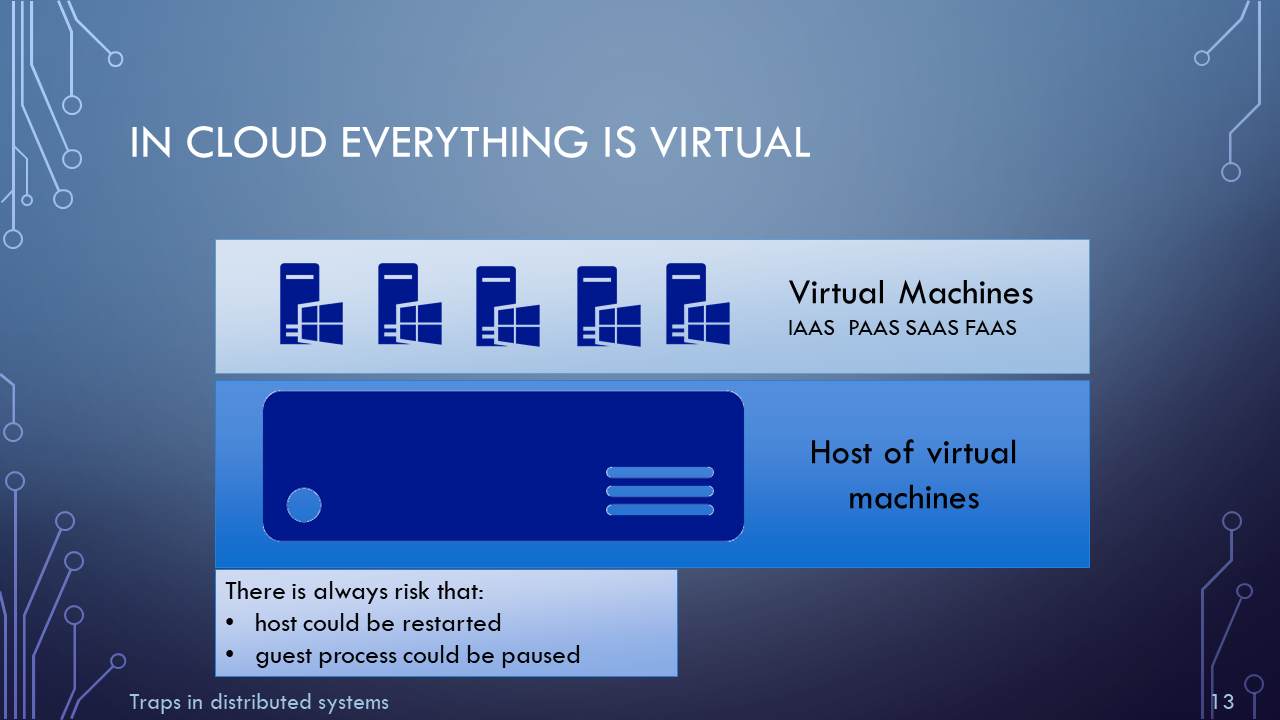 IN CLOUD EVERYTHING IS VIRTUAL
Virtual Machines
IAAS PAAS SAAS FAAS
Host of virtual
machines
There is always risk that:
• host could be restarted
• guest process could be paused
Traps in distributed systems
13